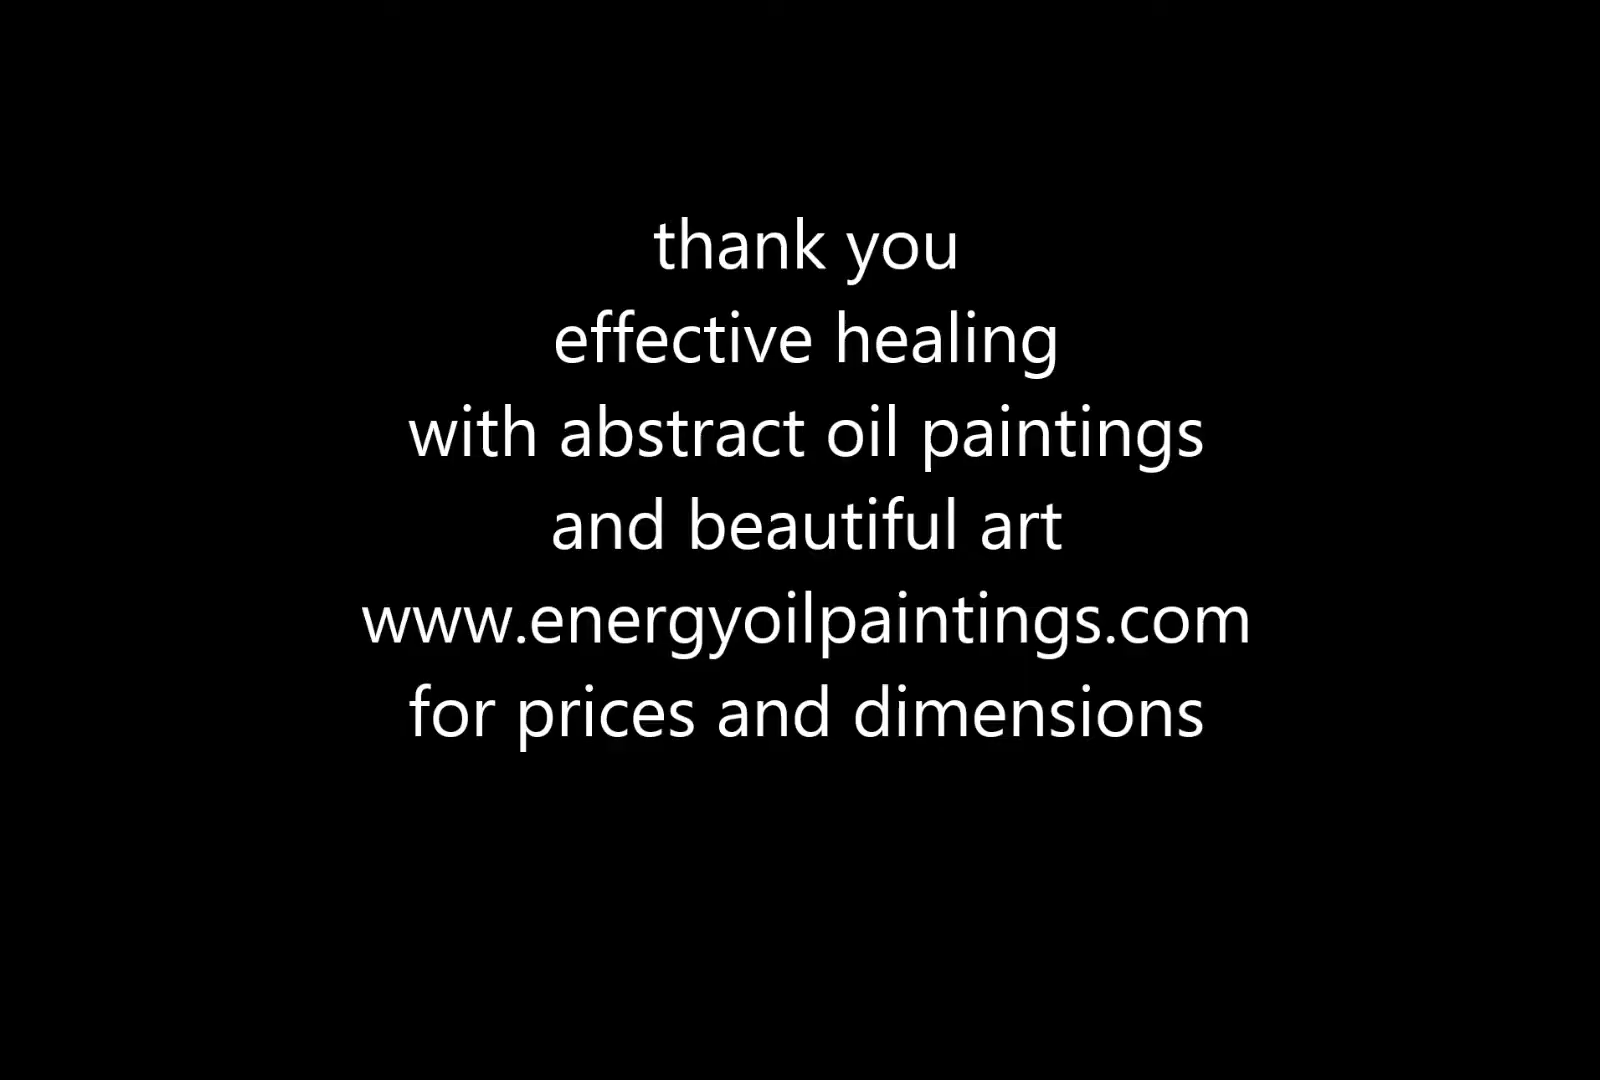 thank you
effective healing
with abstract oil paintings
and beautiful art
www.energyoilpaintings.com
for prices and dimensions